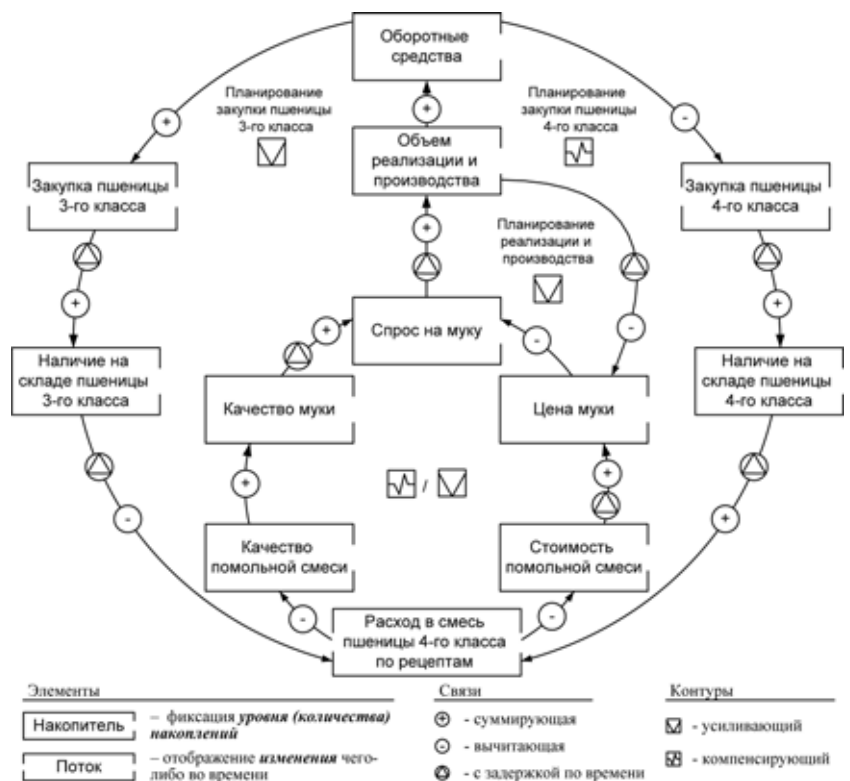 Оборотные
средства
Планирование
закупки пшеницы
3-го класса
Планирование
закупки пшеницы
4-го класса
+
-
+
Объем
реализации и
производства
Закупка пшеницы
3-го класса
Закупка пшеницы
4-го класса
Планирование
реализации и
производства
+
+
+
Спрос на муку
+
-
-
Наличие на
складе пшеницы
3-го класса
Наличие на
складе пшеницы
4-го класса
Качество муки
Цена муки
+
+
/
-
+
Качество
помольной смеси
Стоимость
помольной смеси
-
-
Расход в смесь
пшеницы 4-го класса
по рецептам
Элементы
Накопитель
– фиксация уровня (количества)
накоплений
Поток
– отображение изменения чего-
либо во времени
Связи
+ - суммирующая
- - вычитающая
- с задержкой по времени
Контуры
- усиливающий
- компенсирующий